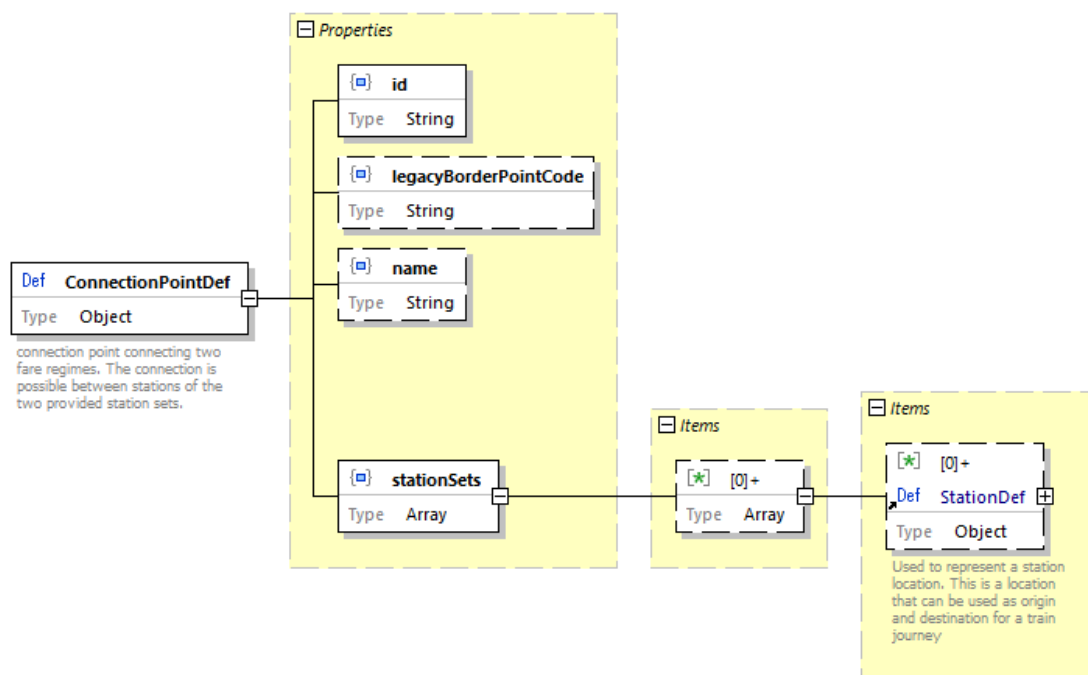 Properties
id
Type String
legacyBorderPointCode
Type String
name
Type String
Def ConnectionPointDef
Type Object
connection point connecting two
fare regimes. The connection is
possible between stations of the
two provided station sets.
stationSets
Type Array
Items
[0]+
Type Array
Items
[0]+
Def StationDef
Type Object
Used to represent a station
location. This is a location
that can be used as origin
and destination for a train
journey